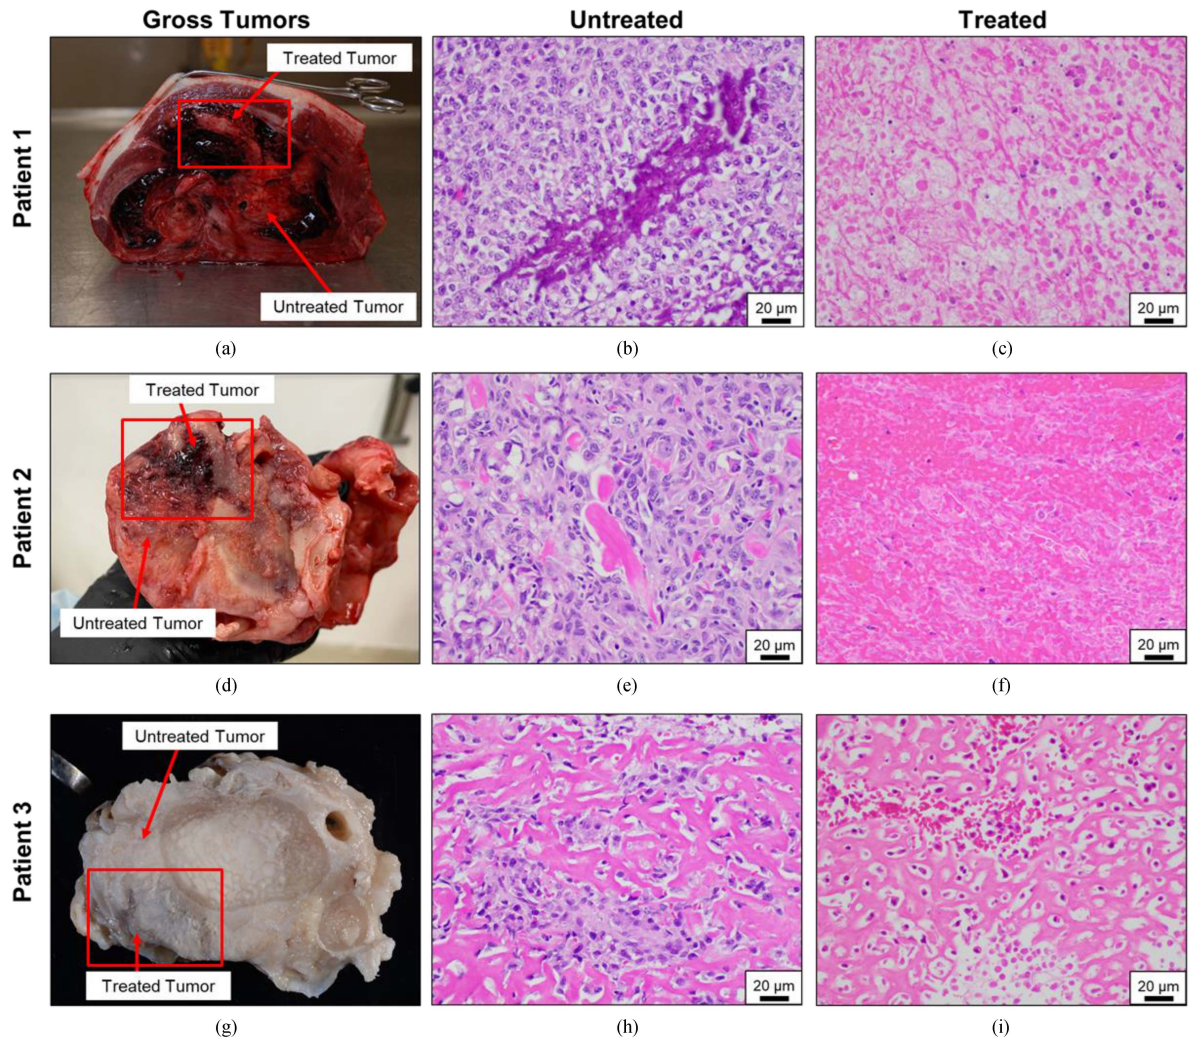 Gross Tumors
Untreated
Treated
Patient 1
Treated Tumor
Untreated Tumor
20 µm
20 µm
(a)
(b)
(c)
Patient 2
Treated Tumor
Untreated Tumor
20 µm
20 µm
(d)
(e)
(f)
Patient 3
Untreated Tumor
Treated Tumor
20 µm
20 µm
(g)
(h)
(i)